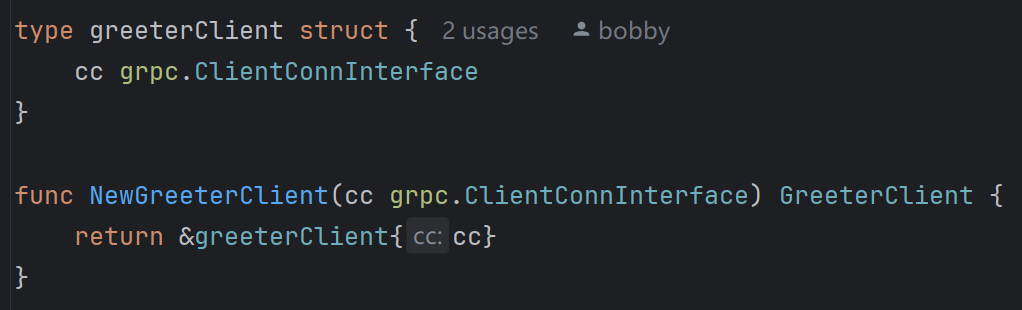 type greeterClient struct { 2 usages bobby
    cc grpc.ClientConnInterface
}
func NewGreeterClient(cc grpc.ClientConnInterface) GreeterClient {
    return &greeterClient{cc: cc}
}